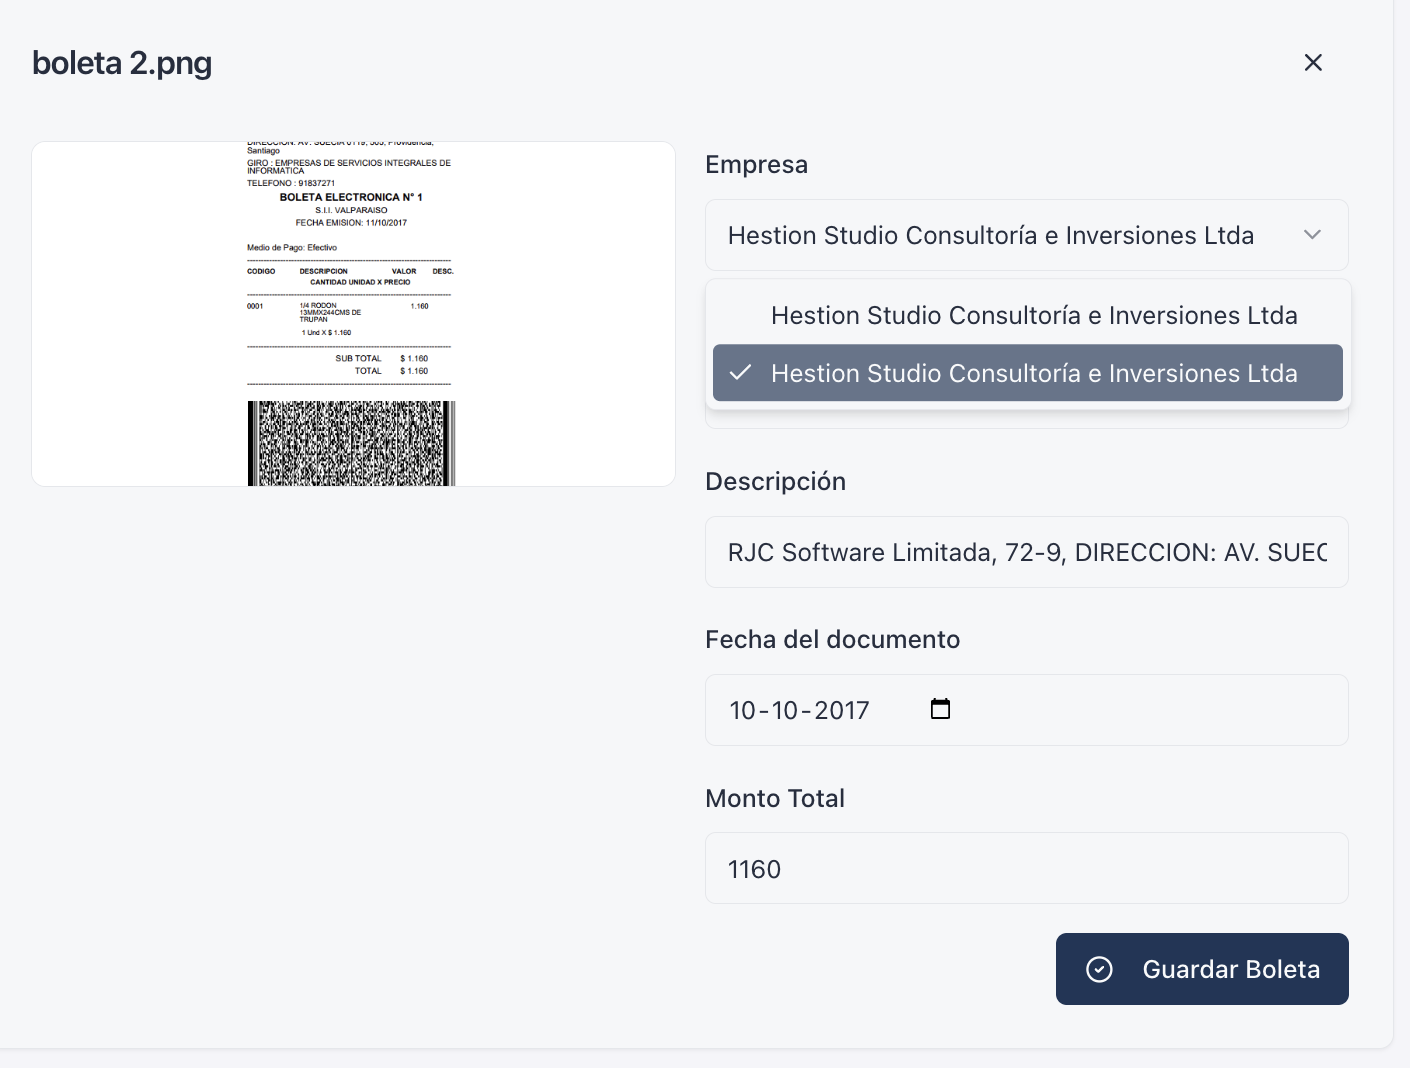 boleta 2.png
DIRECCION: AV. SUECIA 0119, 505, Providencia,
Santiago
GIRO : EMPRESAS DE SERVICIOS INTEGRALES DE
INFORMATICA
TELEFONO : 91837271
BOLETA ELECTRONICA N° 1
S.I.I. VALPARAISO
FECHA EMISION: 11/10/2017
Medio de Pago: Efectivo
CODIGO DESCRIPCION VALOR DESC.
CANTIDAD UNIDAD X PRECIO
0001 1/4 RODON 1.160
13MMX244CMS DE
TRUPAN
1 Und X $ 1.160
SUB TOTAL $ 1.160
TOTAL $ 1.160
Empresa
Hestion Studio Consultoría e Inversiones Ltda
Hestion Studio Consultoría e Inversiones Ltda
Hestion Studio Consultoría e Inversiones Ltda
Descripción
RJC Software Limitada, 72-9, DIRECCION: AV. SUEC
Fecha del documento
10-10-2017
Monto Total
1160
Guardar Boleta